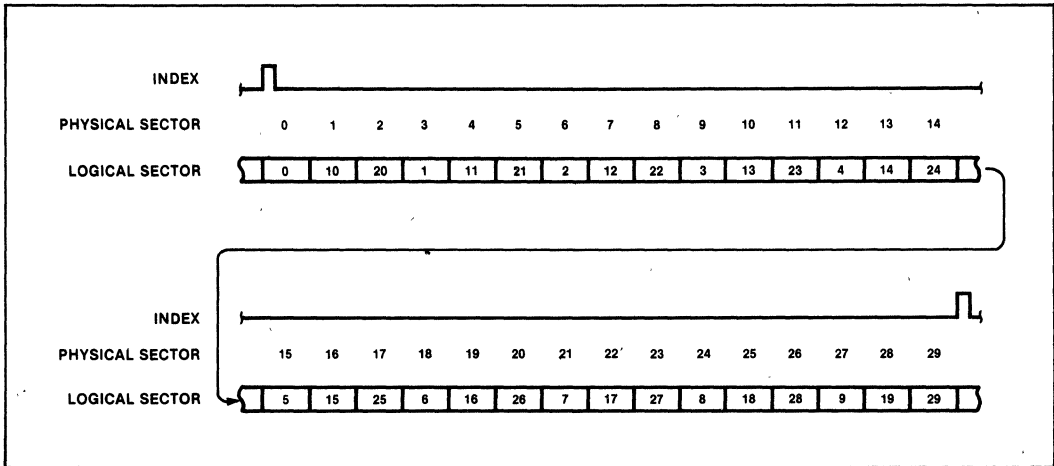 INDEX
PHYSICAL SECTOR 0 1 2 3 4 5 6 7 8 9 10 11 12 13 14
LOGICAL SECTOR 0 10 20 1 11 21 2 12 22 3 13 23 4 14 24
INDEX
PHYSICAL SECTOR 15 16 17 18 19 20 21 22 23 24 25 26 27 28 29
LOGICAL SECTOR 5 15 25 6 16 26 7 17 27 8 18 28 9 19 29